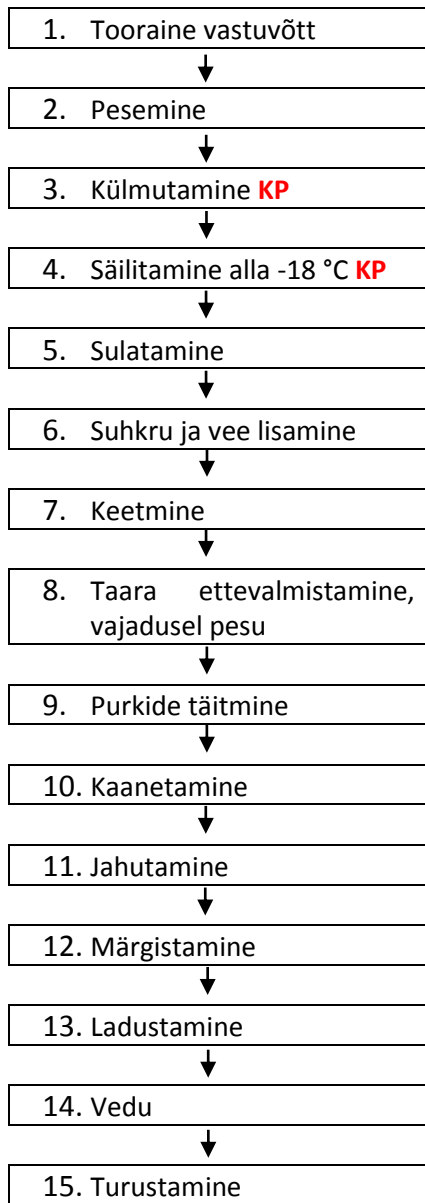 1. Tooraine vastuvõtt
2. Pesemine
3. Külmutamine KP
4. Säilitamine alla -18 °C KP
5. Sulatamine
6. Suhkru ja vee lisamine
7. Keetmine
8. Taara ettevalmistamine,
vajadusel pesu
9. Purkide täitmine
10. Kaanetamine
11. Jahutamine
12. Märgistamine
13. Ladustamine
14. Vedu
15. Turustamine